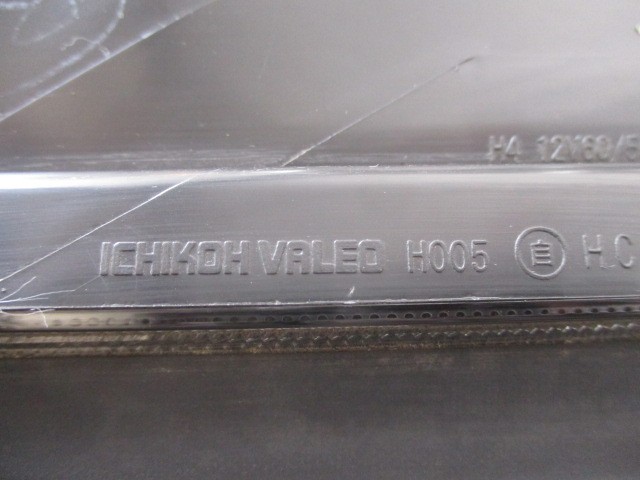 H4 12V60/5
ICHIKOH VALEO H005 自 H.C